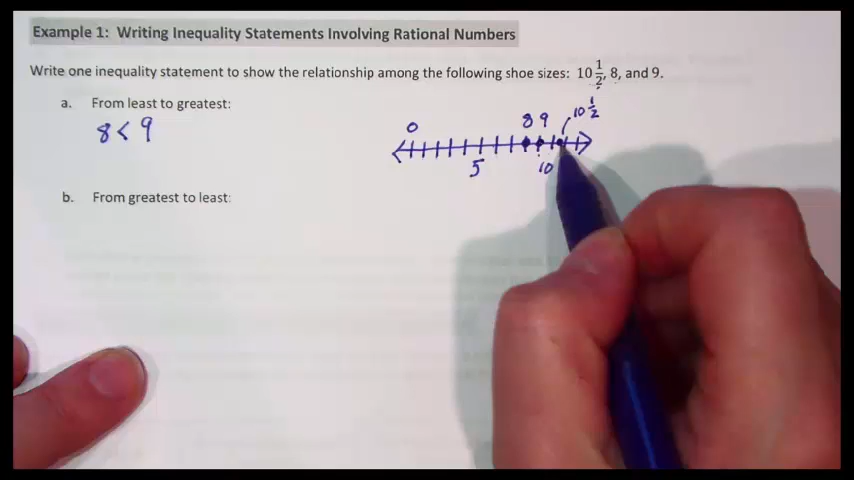 Example 1: Writing Inequality Statements Involving Rational Numbers
Write one inequality statement to show the relationship among the following shoe sizes: 10 1/2, 8, and 9.
a. From least to greatest:
8 < 9
0 8 9 10 1/2
5 10
b. From greatest to least: